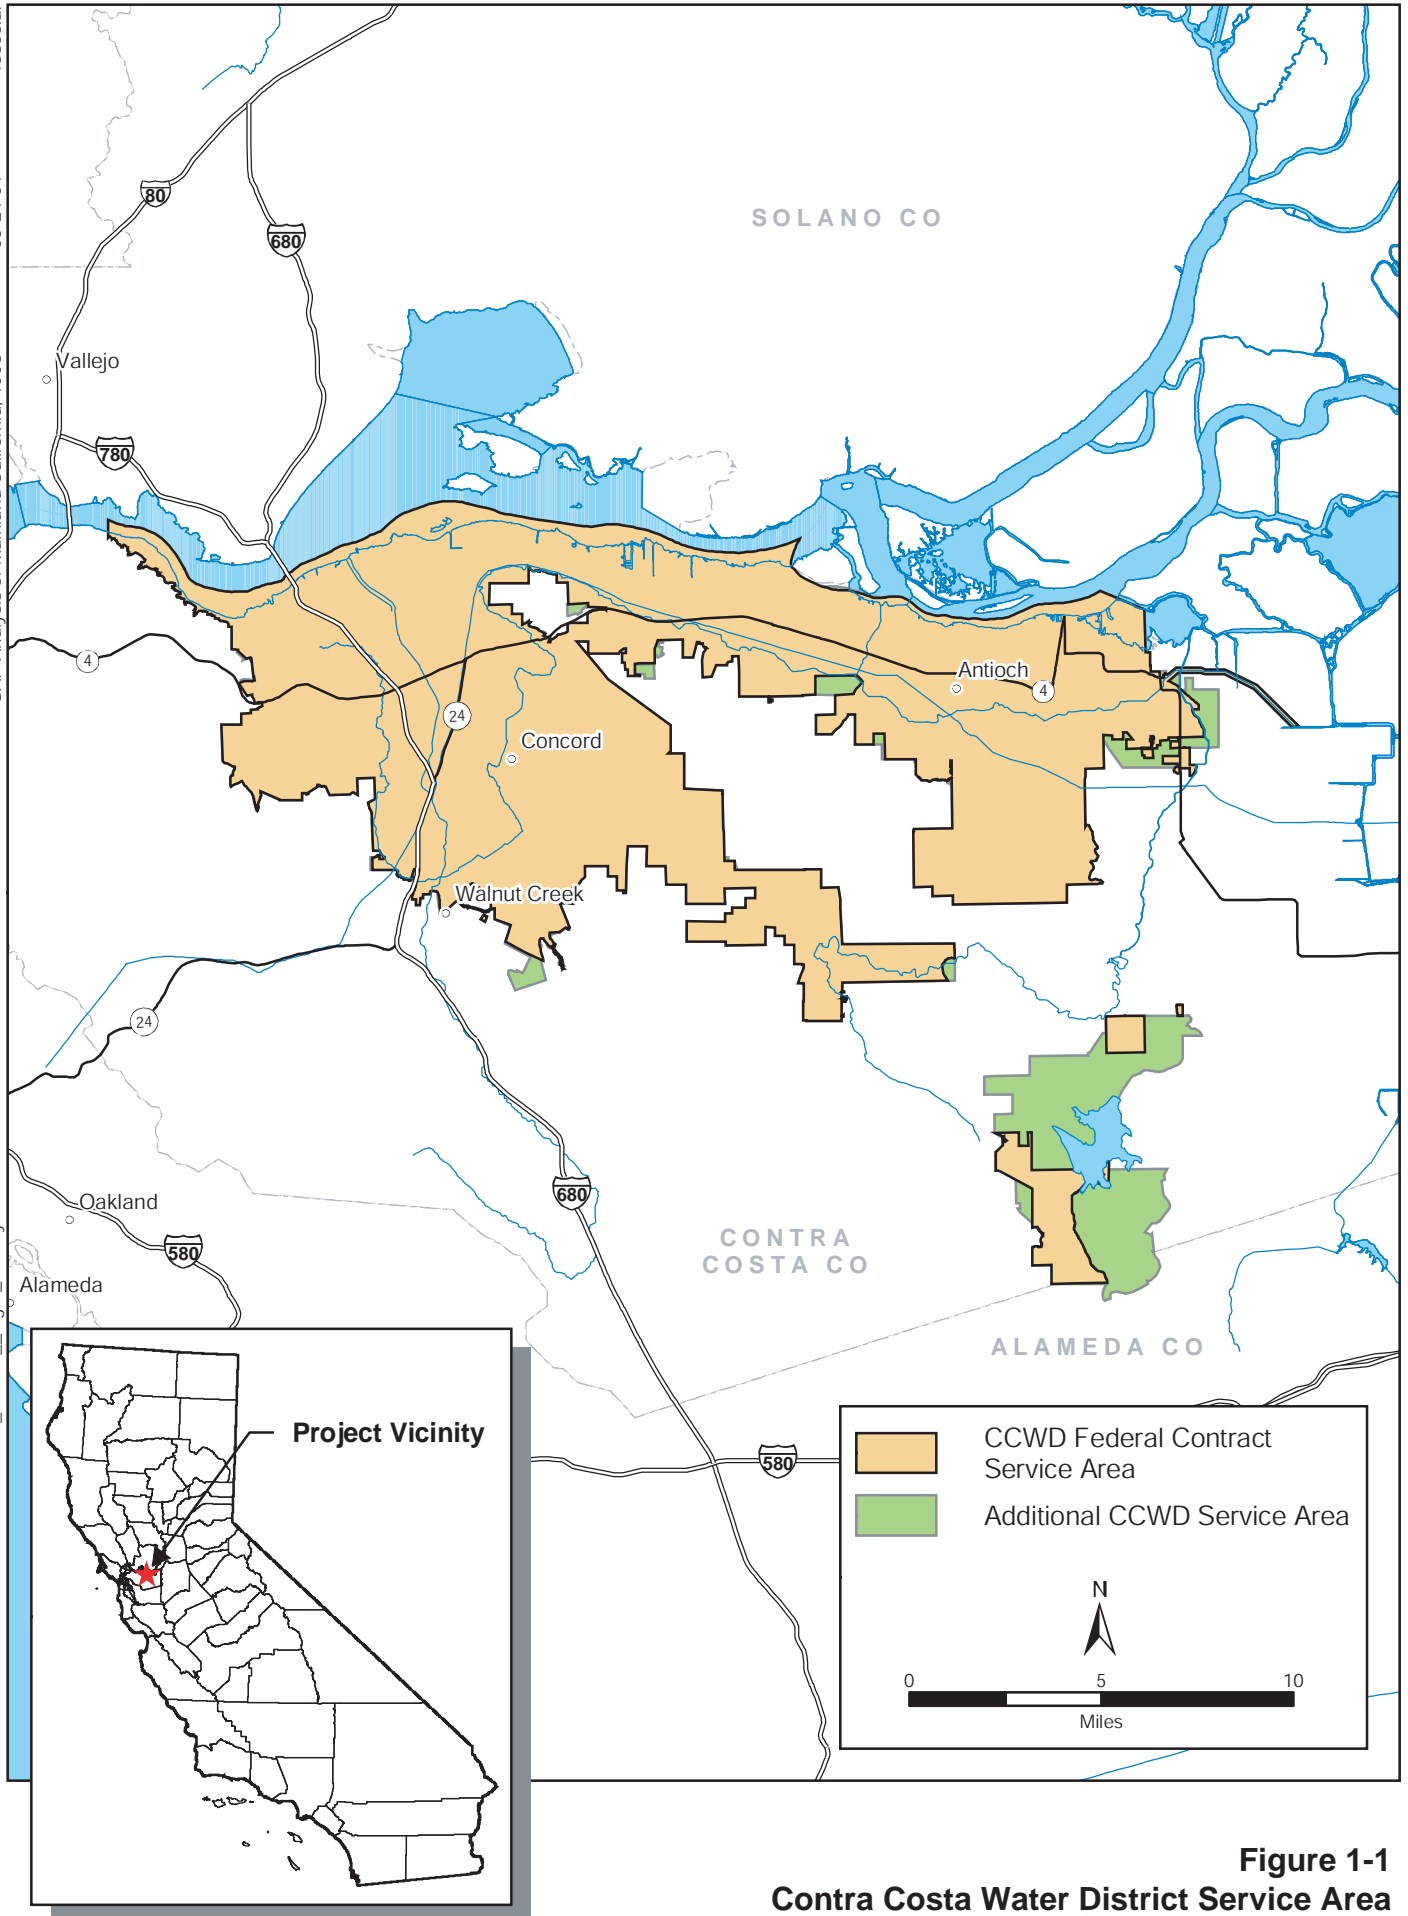 80
680
SOLANO CO
Vallejo
780
4
Antioch
4
24
Concord
Walnut Creek
24
680
Oakland
580
CONTRA
COSTA CO
Alameda
ALAMEDA CO
Project Vicinity
580
CCWD Federal Contract
Service Area
Additional CCWD Service Area
N
0 5 10
Miles
Figure 1-1
Contra Costa Water District Service Area